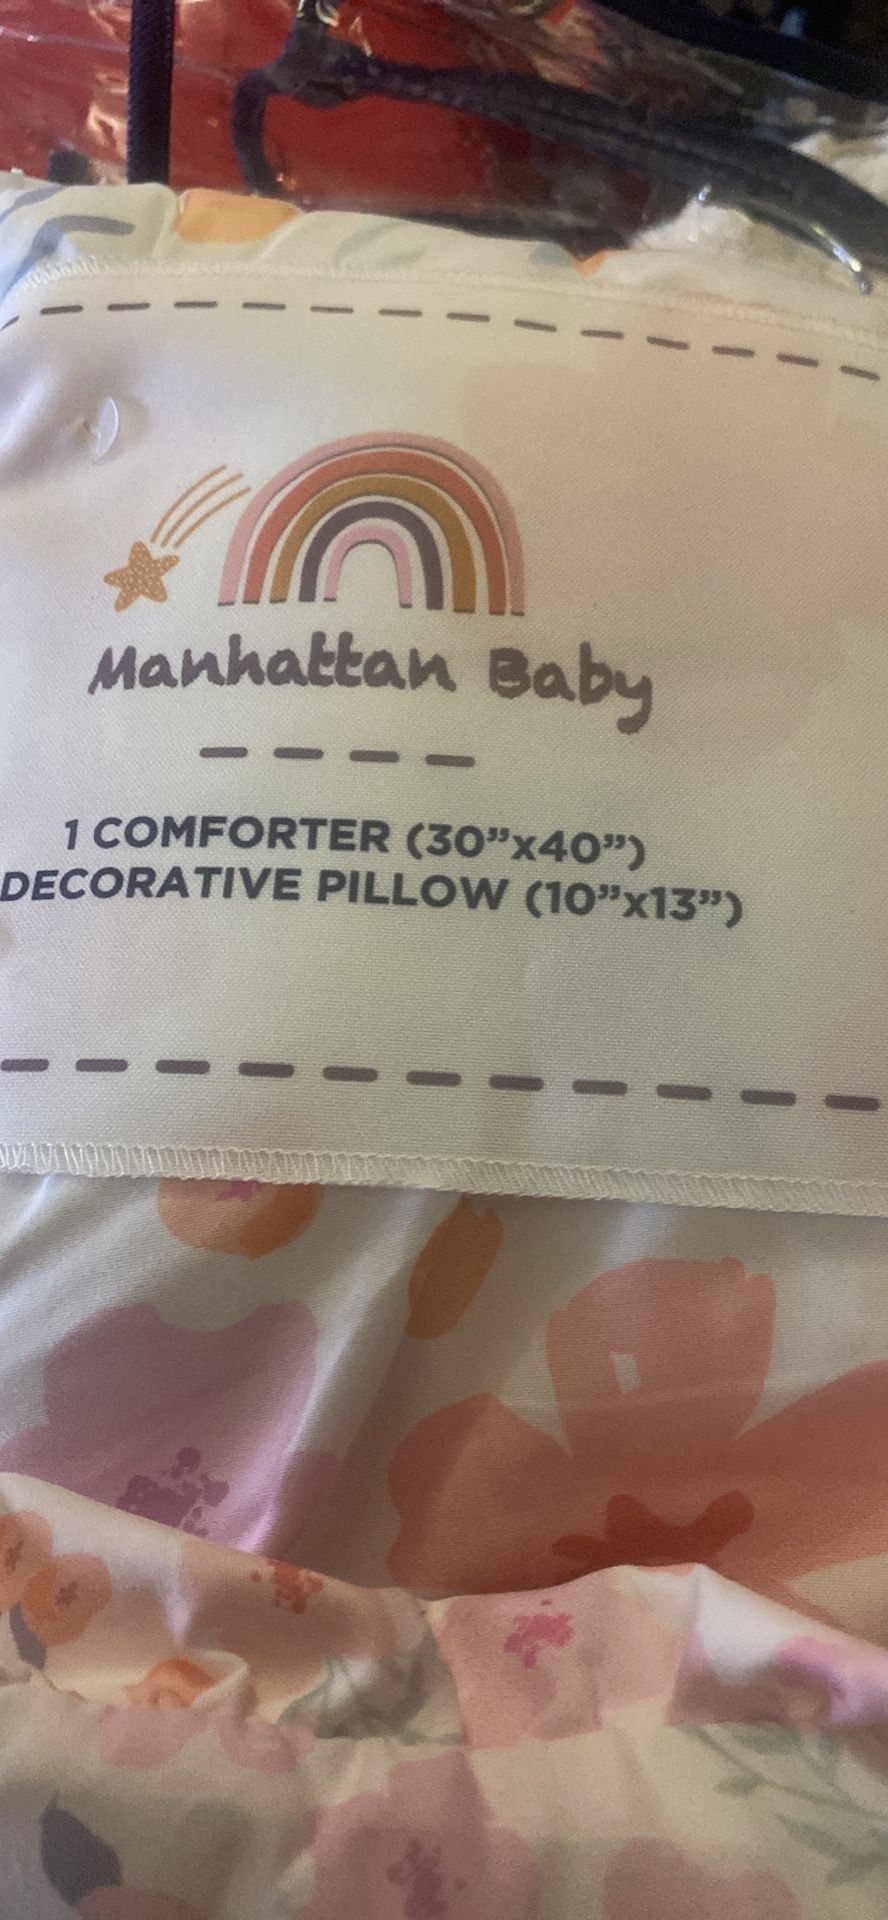 Manhattan Baby
1 COMFORTER (30”x40”)
DECORATIVE PILLOW (10”x13”)